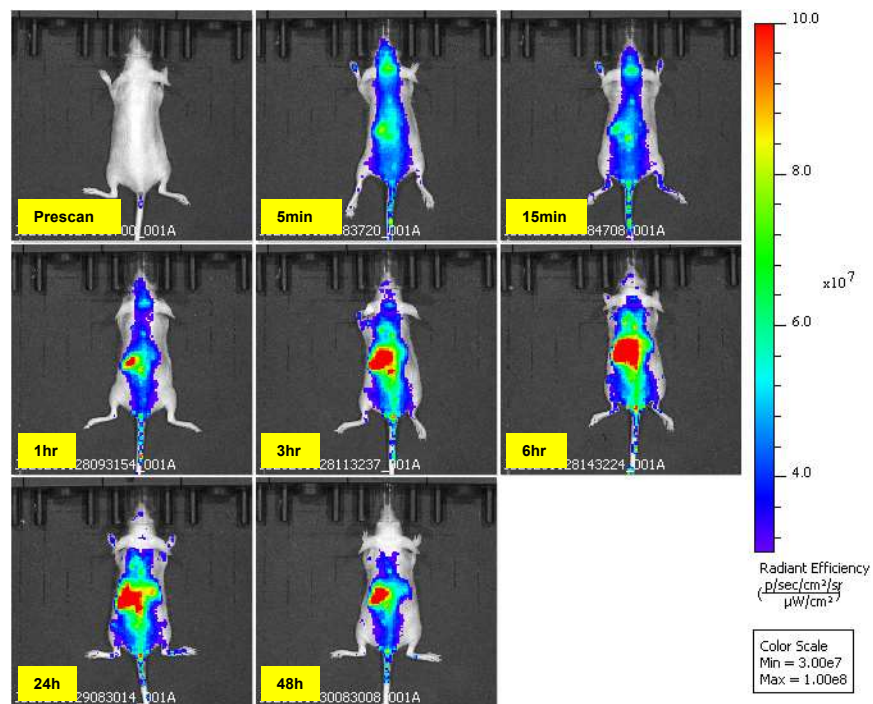 10.0
8.0
x10⁷
6.0
4.0
Radiant Efficiency
(p/sec/cm²/sr
μW/cm²)
Color Scale
Min = 3.00e7
Max = 1.00e8
Prescan
_001A
5min
83720_001A
15min
84708_001A
1hr
28093154_001A
3hr
28113237_001A
6hr
28143224_001A
24h
29083014_001A
48h
30083008_001A